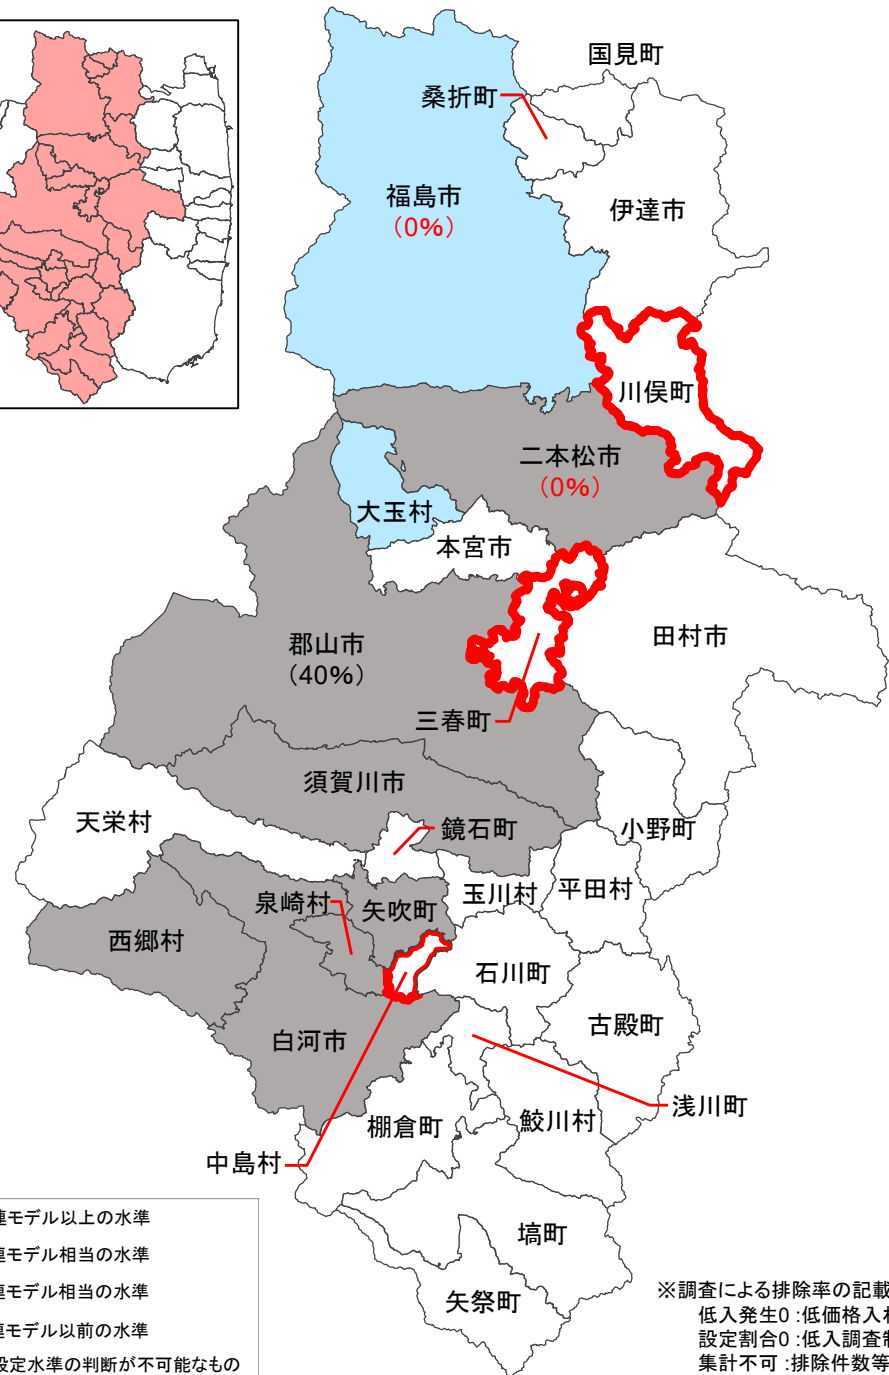 国見町
桑折町
福島市
（0%）
伊達市
川俣町
二本松市
（0%）
大玉村
本宮市
郡山市
（40%）
田村市
三春町
須賀川市
天栄村
鏡石町
小野町
泉崎村
矢吹町
玉川村
平田村
西郷村
石川町
白河市
古殿町
浅川町
棚倉町
鮫川村
中島村
塙町
矢祭町
モデル以上の水準
モデル相当の水準
モデル相当の水準
モデル以前の水準
設定水準の判断が不可能なもの
※調査による排除率の記載
低入発生0 :低価格入
設定割合0 :低入調査
集計不可 :排除件数等